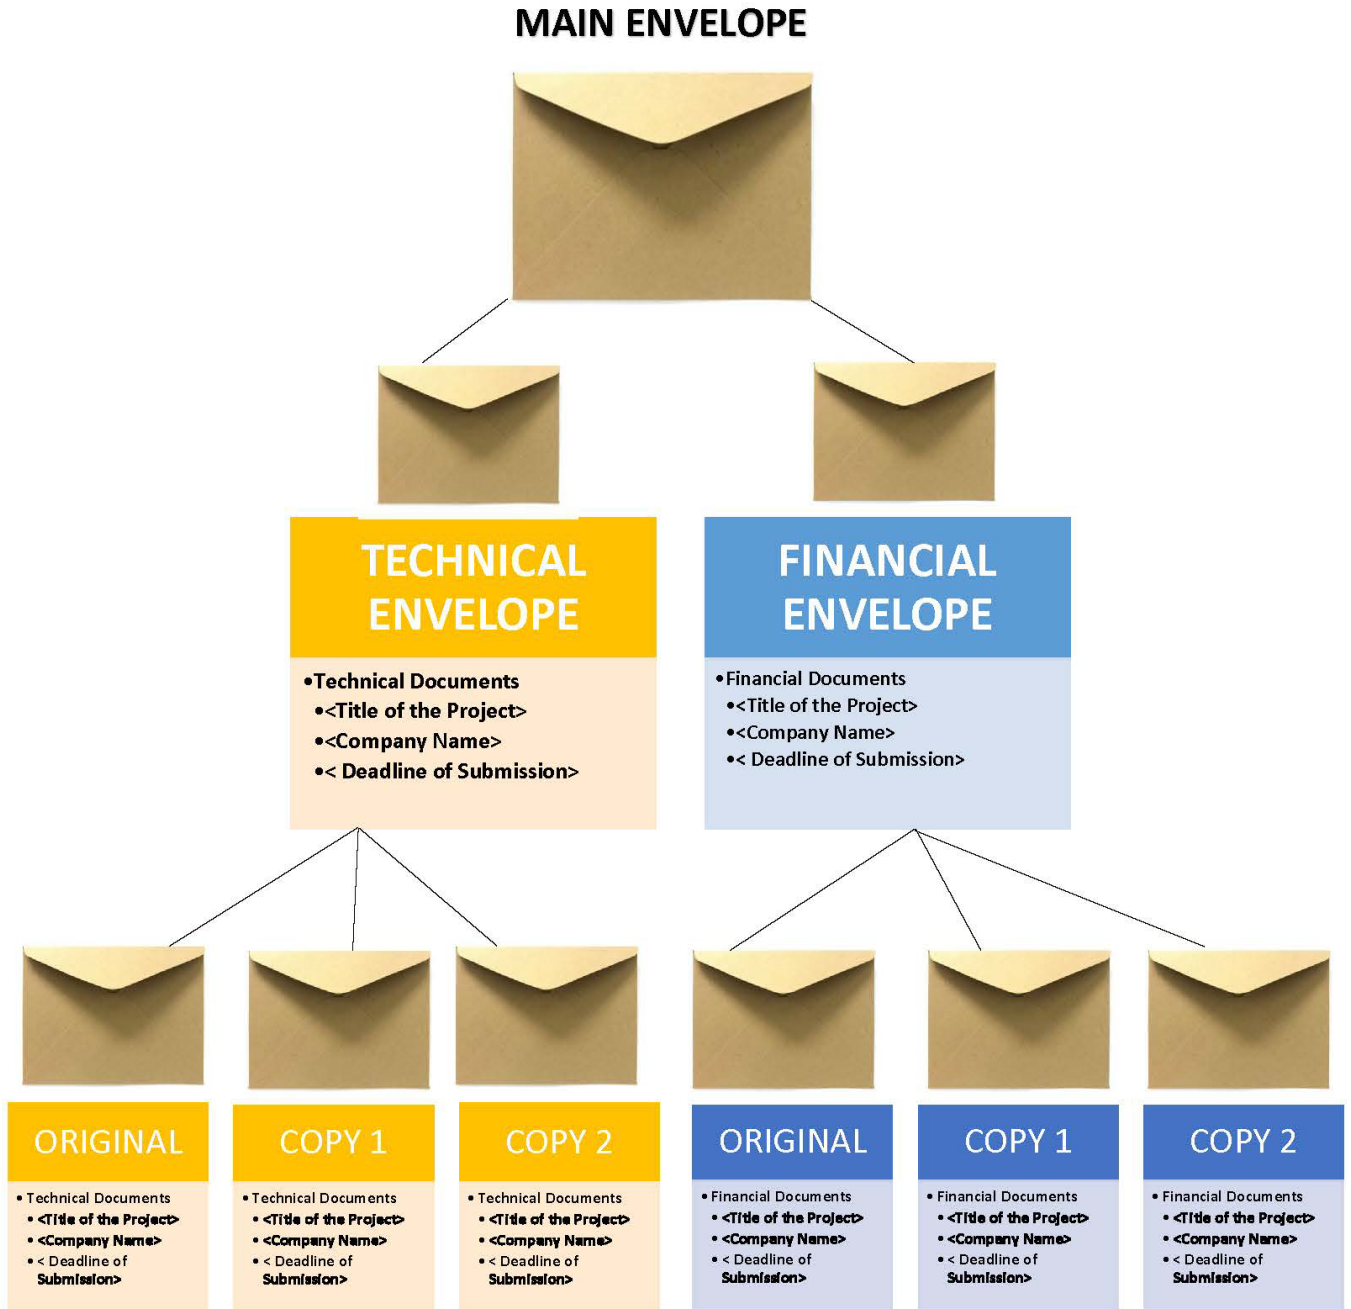 MAIN ENVELOPE
TECHNICAL
ENVELOPE
•Technical Documents
•<Title of the Project>
•<Company Name>
•< Deadline of Submission>
FINANCIAL
ENVELOPE
•Financial Documents
•<Title of the Project>
•<Company Name>
•< Deadline of Submission>
ORIGINAL
• Technical Documents
• <Title of the Project>
• <Company Name>
• < Deadline of
Submission>
COPY 1
• Technical Documents
• <Title of the Project>
• <Company Name>
• < Deadline of
Submission>
COPY 2
• Technical Documents
• <Title of the Project>
• <Company Name>
• < Deadline of
Submission>
ORIGINAL
• Financial Documents
• <Title of the Project>
• <Company Name>
• < Deadline of
Submission>
COPY 1
• Financial Documents
• <Title of the Project>
• <Company Name>
• < Deadline of
Submission>
COPY 2
• Financial Documents
• <Title of the Project>
• <Company Name>
• < Deadline of
Submission>